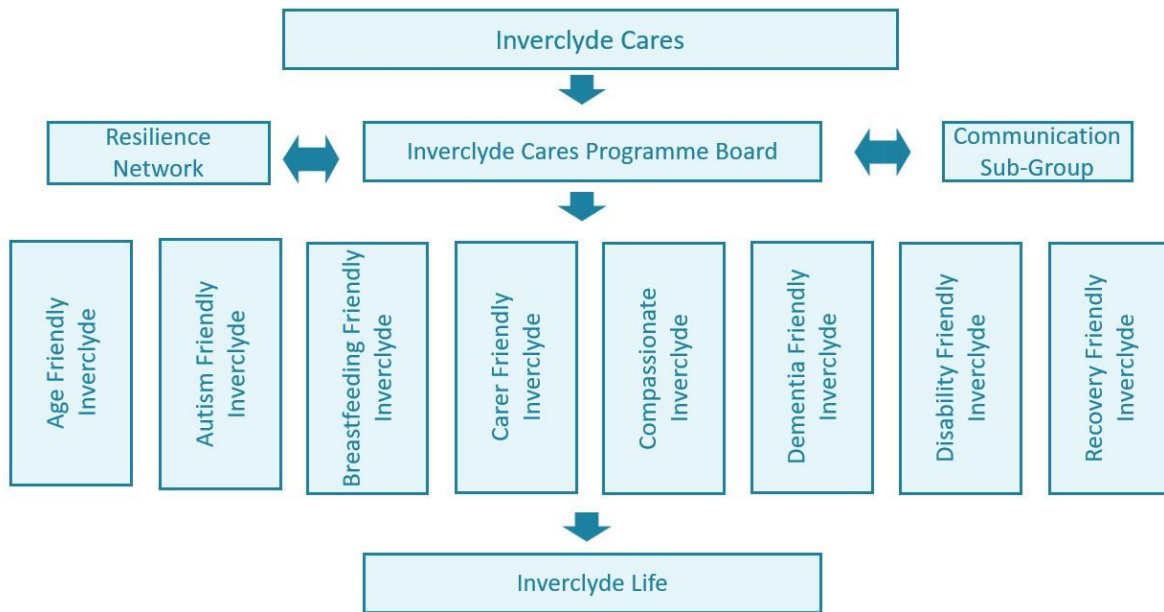 Inverclyde Cares
Resilience
Network
Inverclyde Cares Programme Board
Communication
Sub-Group
Age Friendly
Inverclyde
Autism Friendly
Inverclyde
Breastfeeding Friendly
Inverclyde
Carer Friendly
Inverclyde
Compassionate
Inverclyde
Dementia Friendly
Inverclyde
Disability Friendly
Inverclyde
Recovery Friendly
Inverclyde
Inverclyde Life